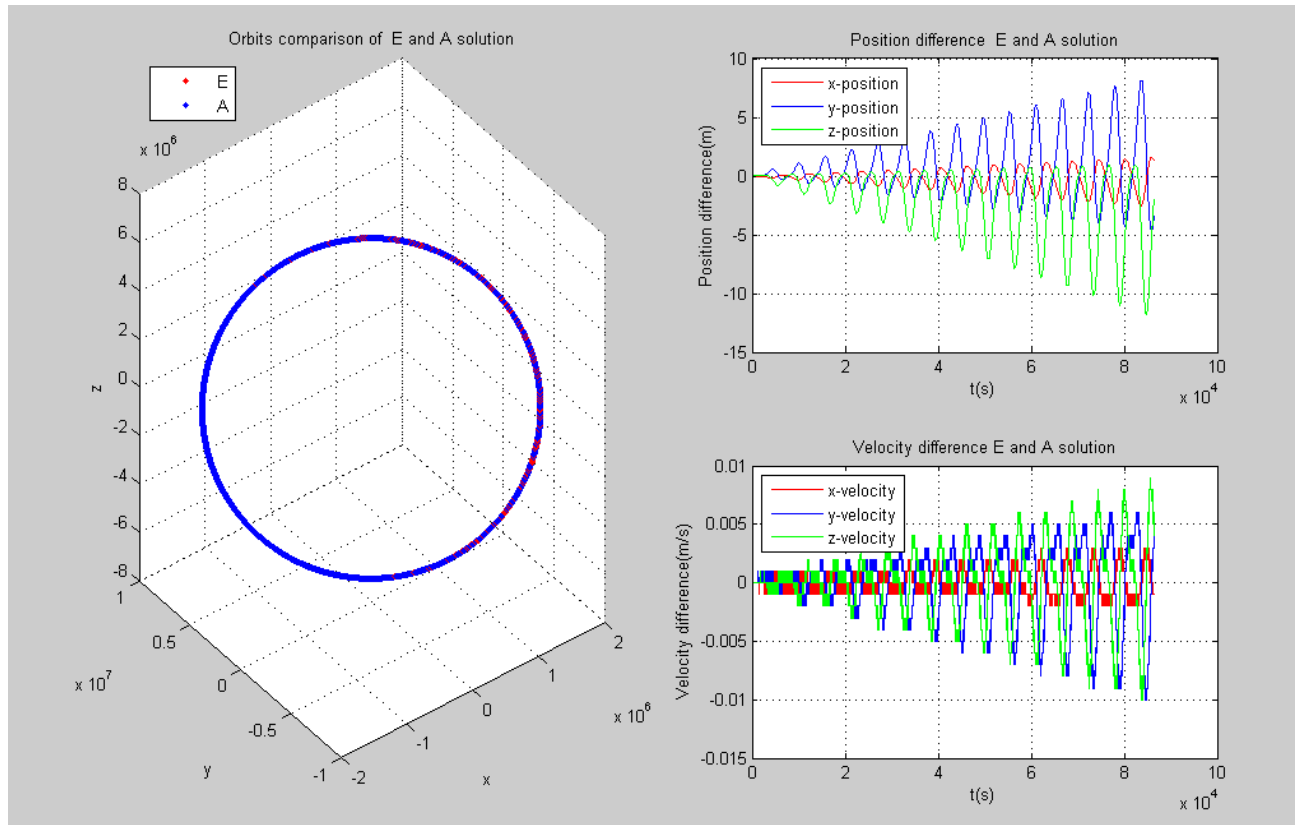 Orbits comparison of  E and A solution
E
A
x 10^6
8
6
4
2
0
-2
-4
-6
-8
z
1
0.5
0
-0.5
-1
x 10^7
y
-2
-1
0
1
2
x 10^6
x
Position difference  E and A solution
x-position
y-position
z-position
10
5
0
-5
-10
-15
Position difference(m)
0
2
4
6
8
10
x 10^4
t(s)
Velocity difference E and A solution
x-velocity
y-velocity
z-velocity
0.01
0.005
0
-0.005
-0.01
-0.015
Velocity difference(m/s)
0
2
4
6
8
10
x 10^4
t(s)